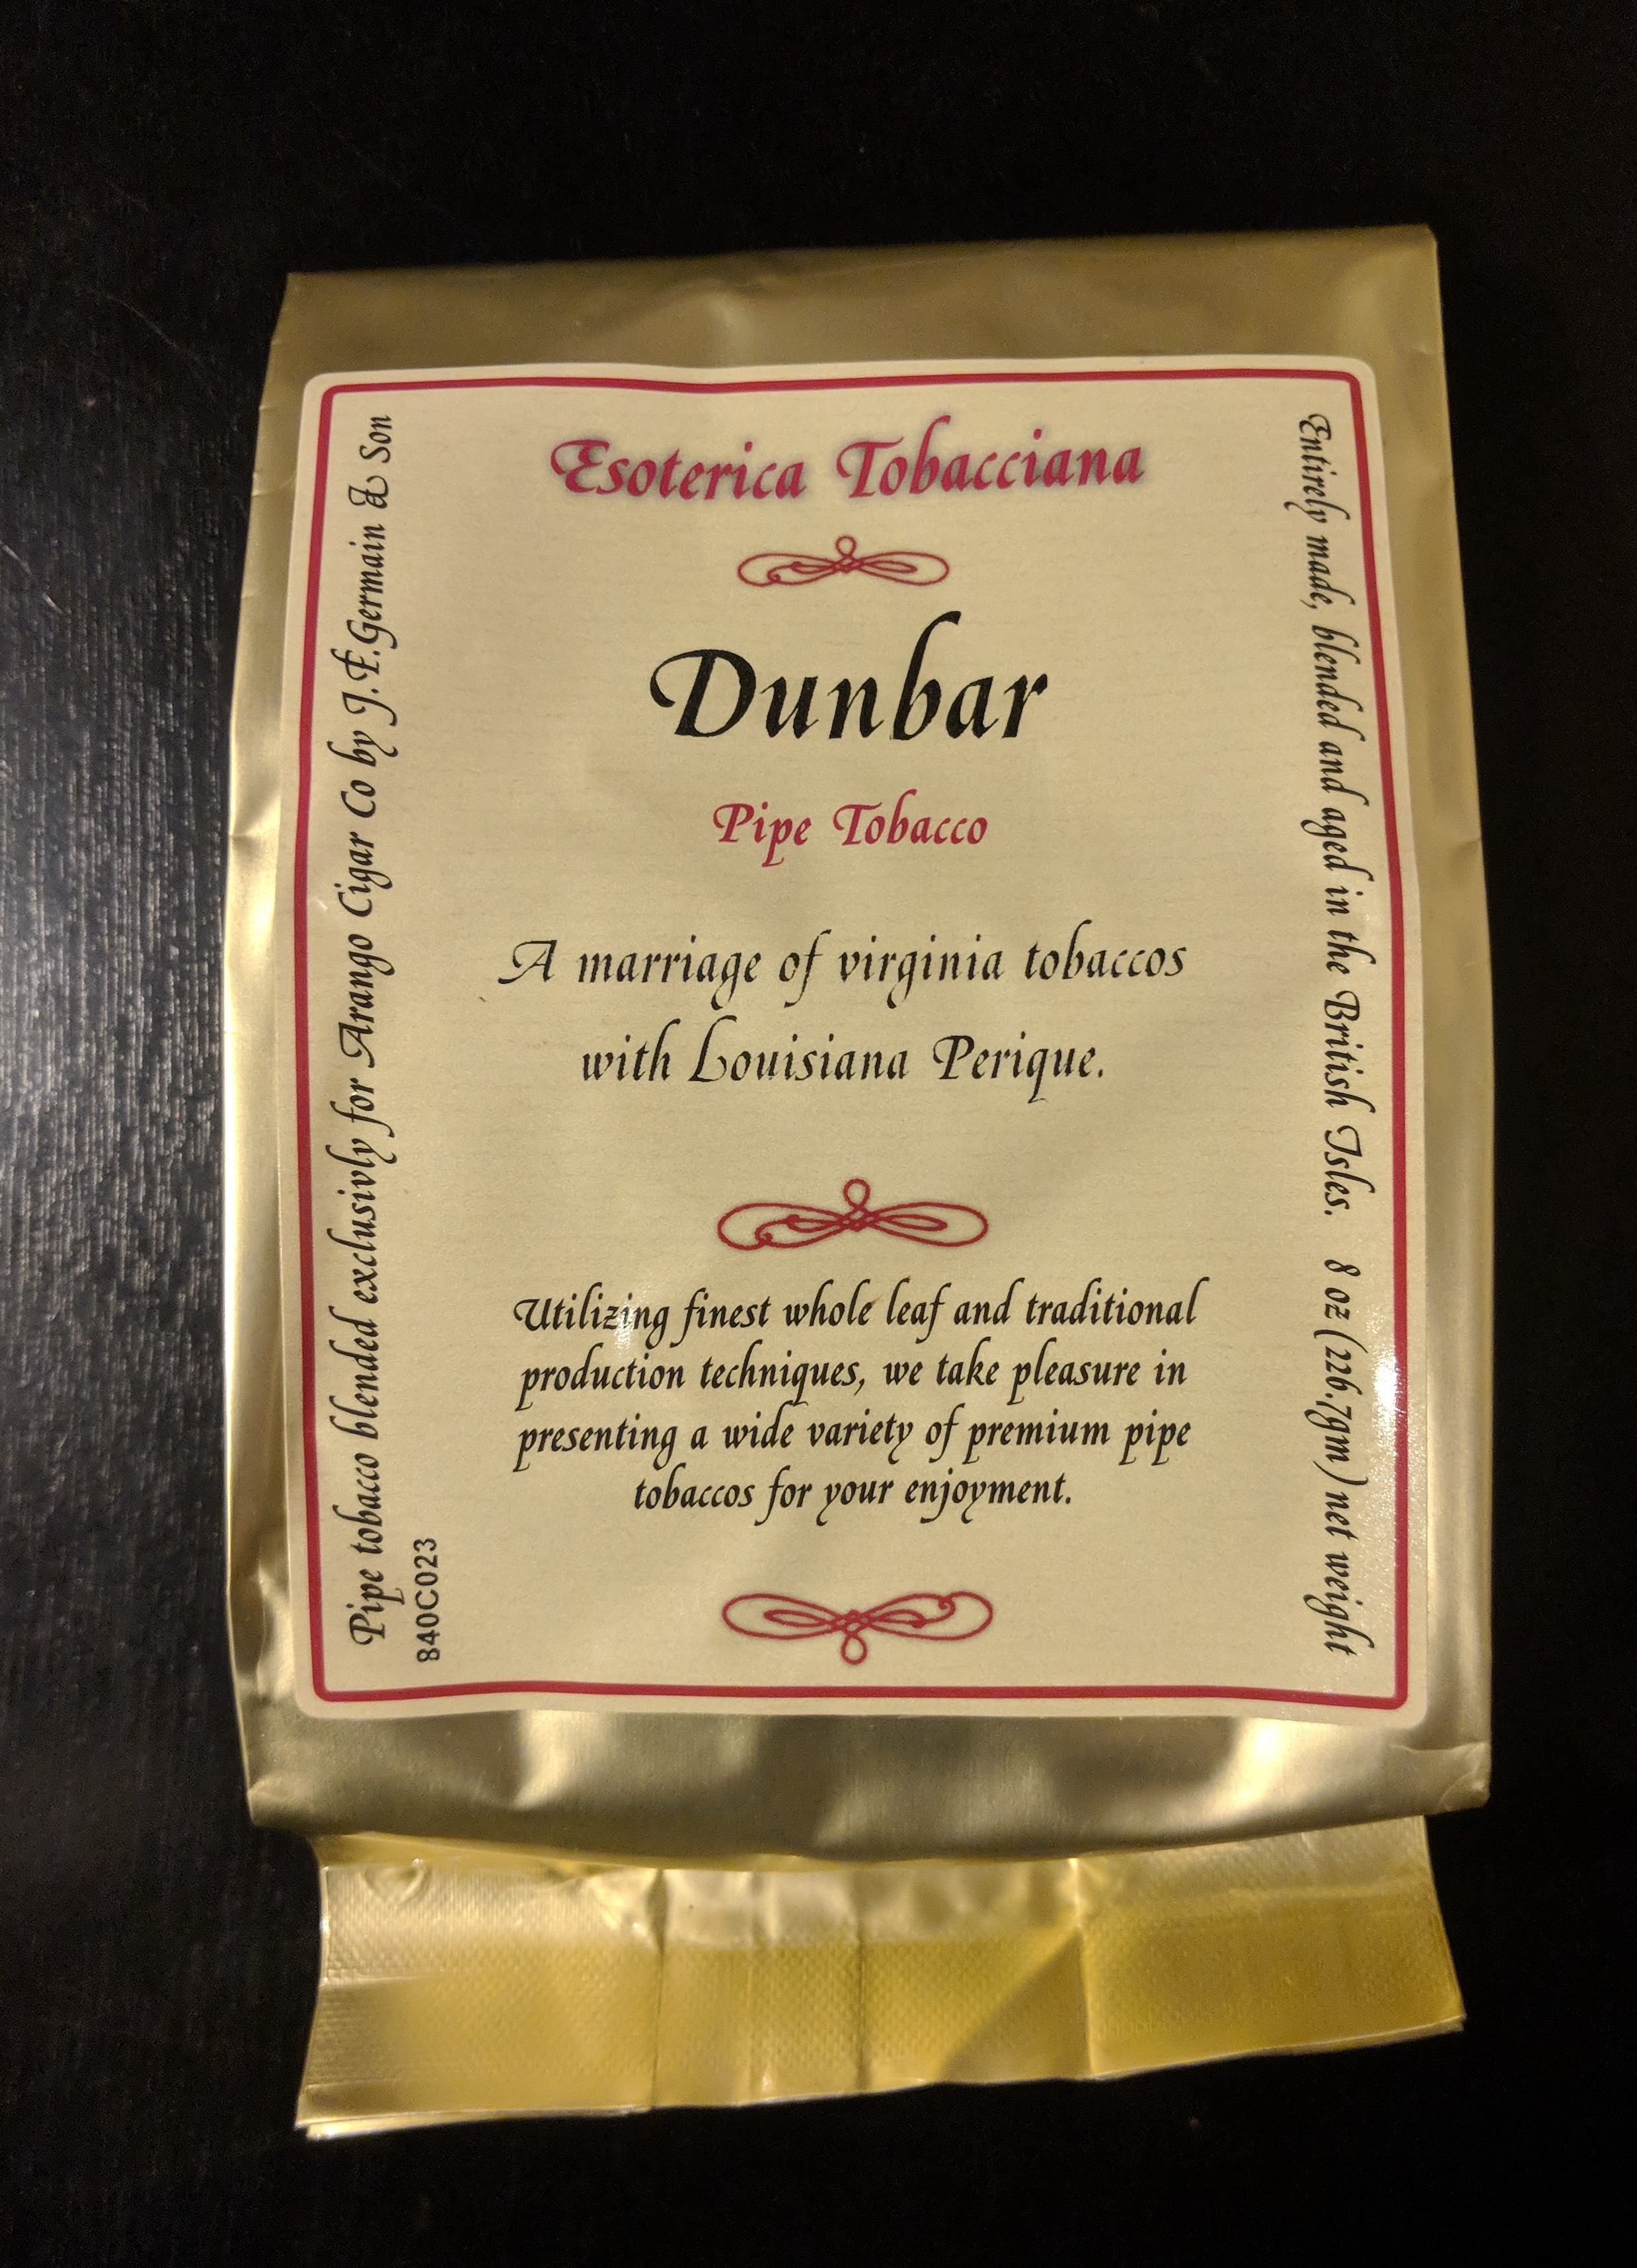 Esoterica Tobacciana
Dunbar
Pipe Tobacco
A marriage of virginia tobaccos
with Louisiana Perique.
Utilizing finest whole leaf and traditional
production techniques, we take pleasure in
presenting a wide variety of premium pipe
tobaccos for your enjoyment.
Pipe tobacco blended exclusivly for Arango Cigar Co by J.F.Germain & Son
840C023
Entirely made, blended and aged in the British Isles. 8 oz (226.7gm) net weight